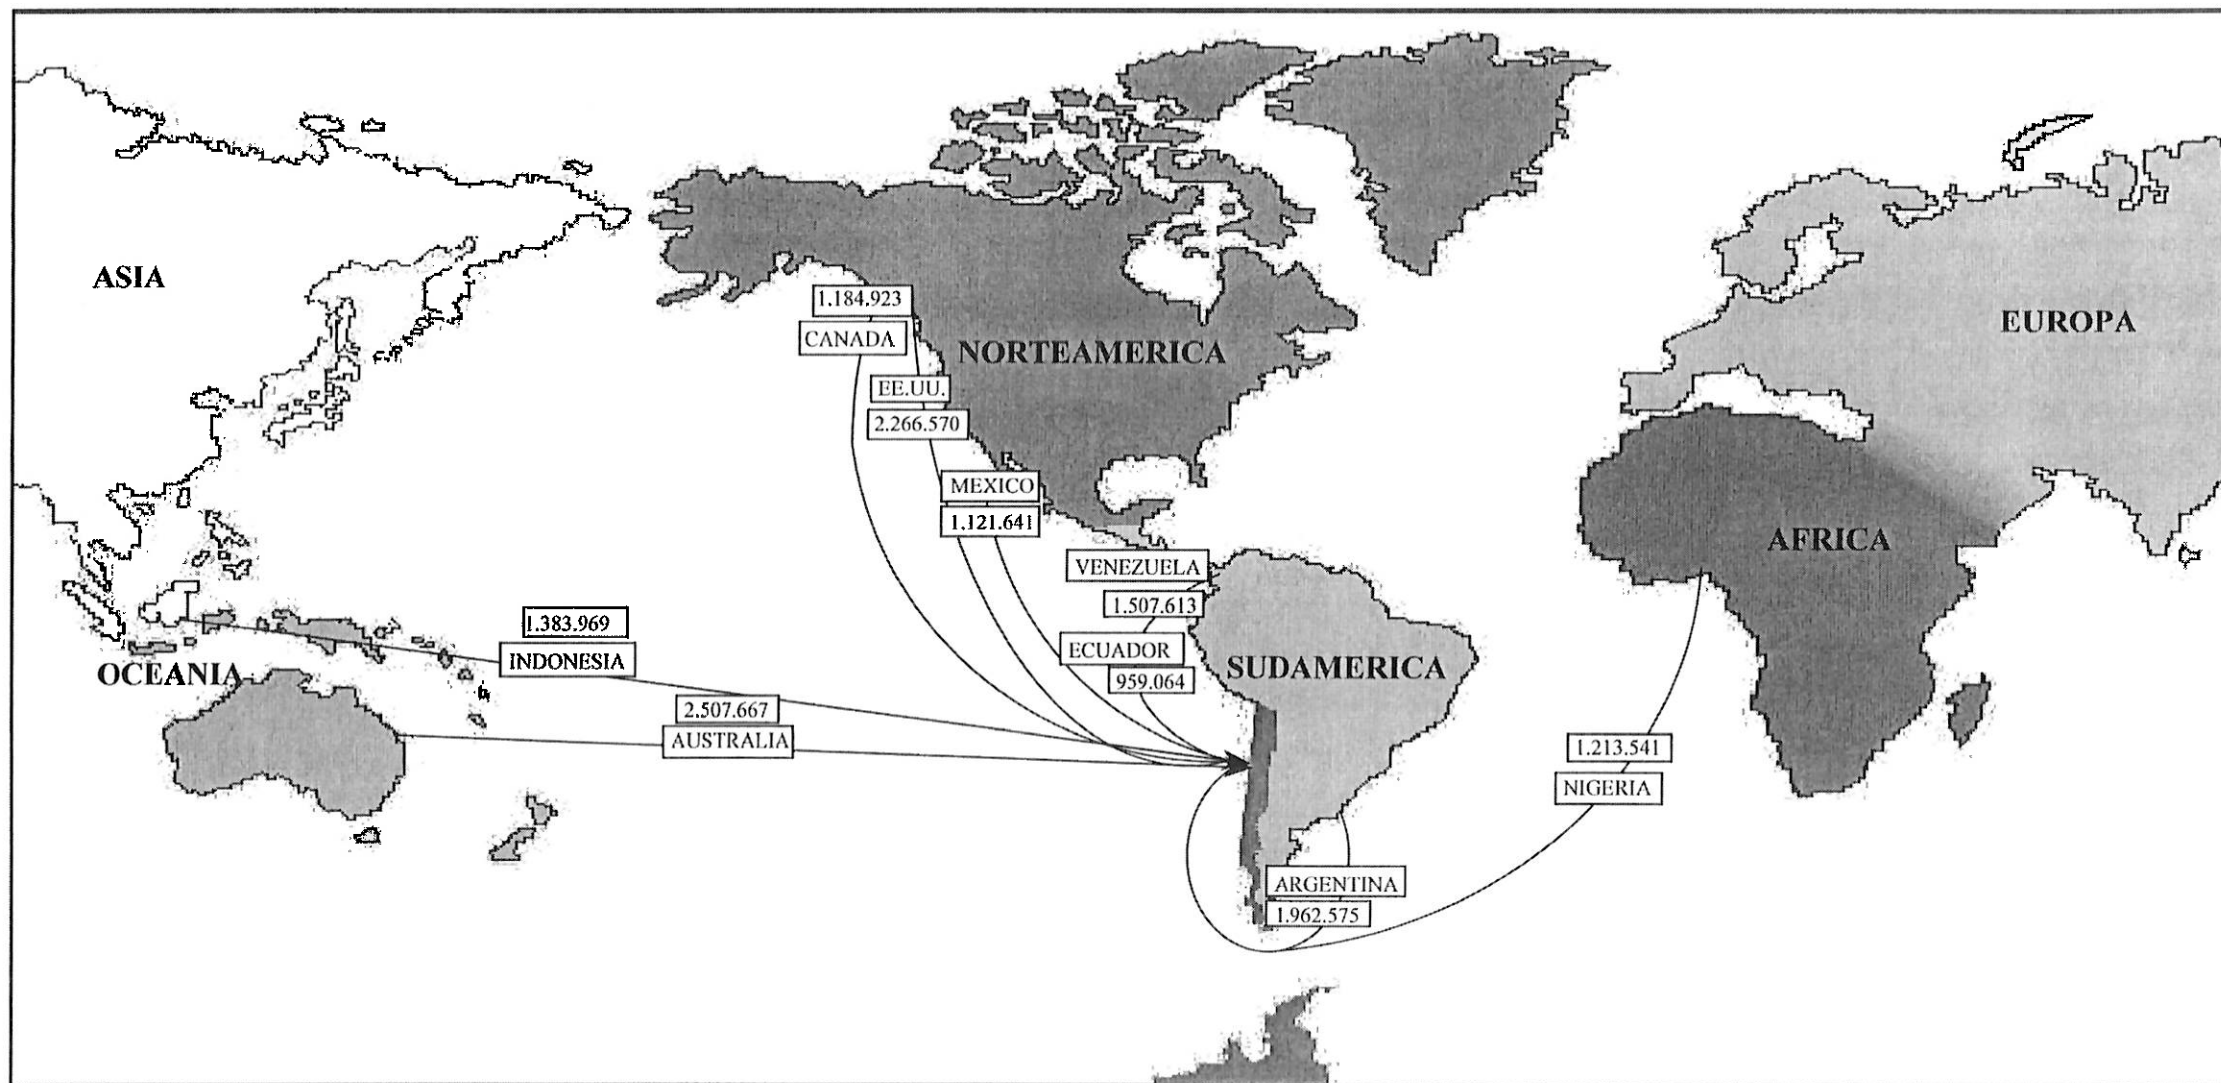 ASIA
1.184.923
CANADA
NORTEAMERICA
EUROPA
EE.UU.
2.266.570
MEXICO
1.121.641
AFRICA
VENEZUELA
1.507.613
1.383.969
INDONESIA
ECUADOR
959.064
SUDAMERICA
OCEANIA
2.507.667
AUSTRALIA
1.213.541
NIGERIA
ARGENTINA
1.962.575